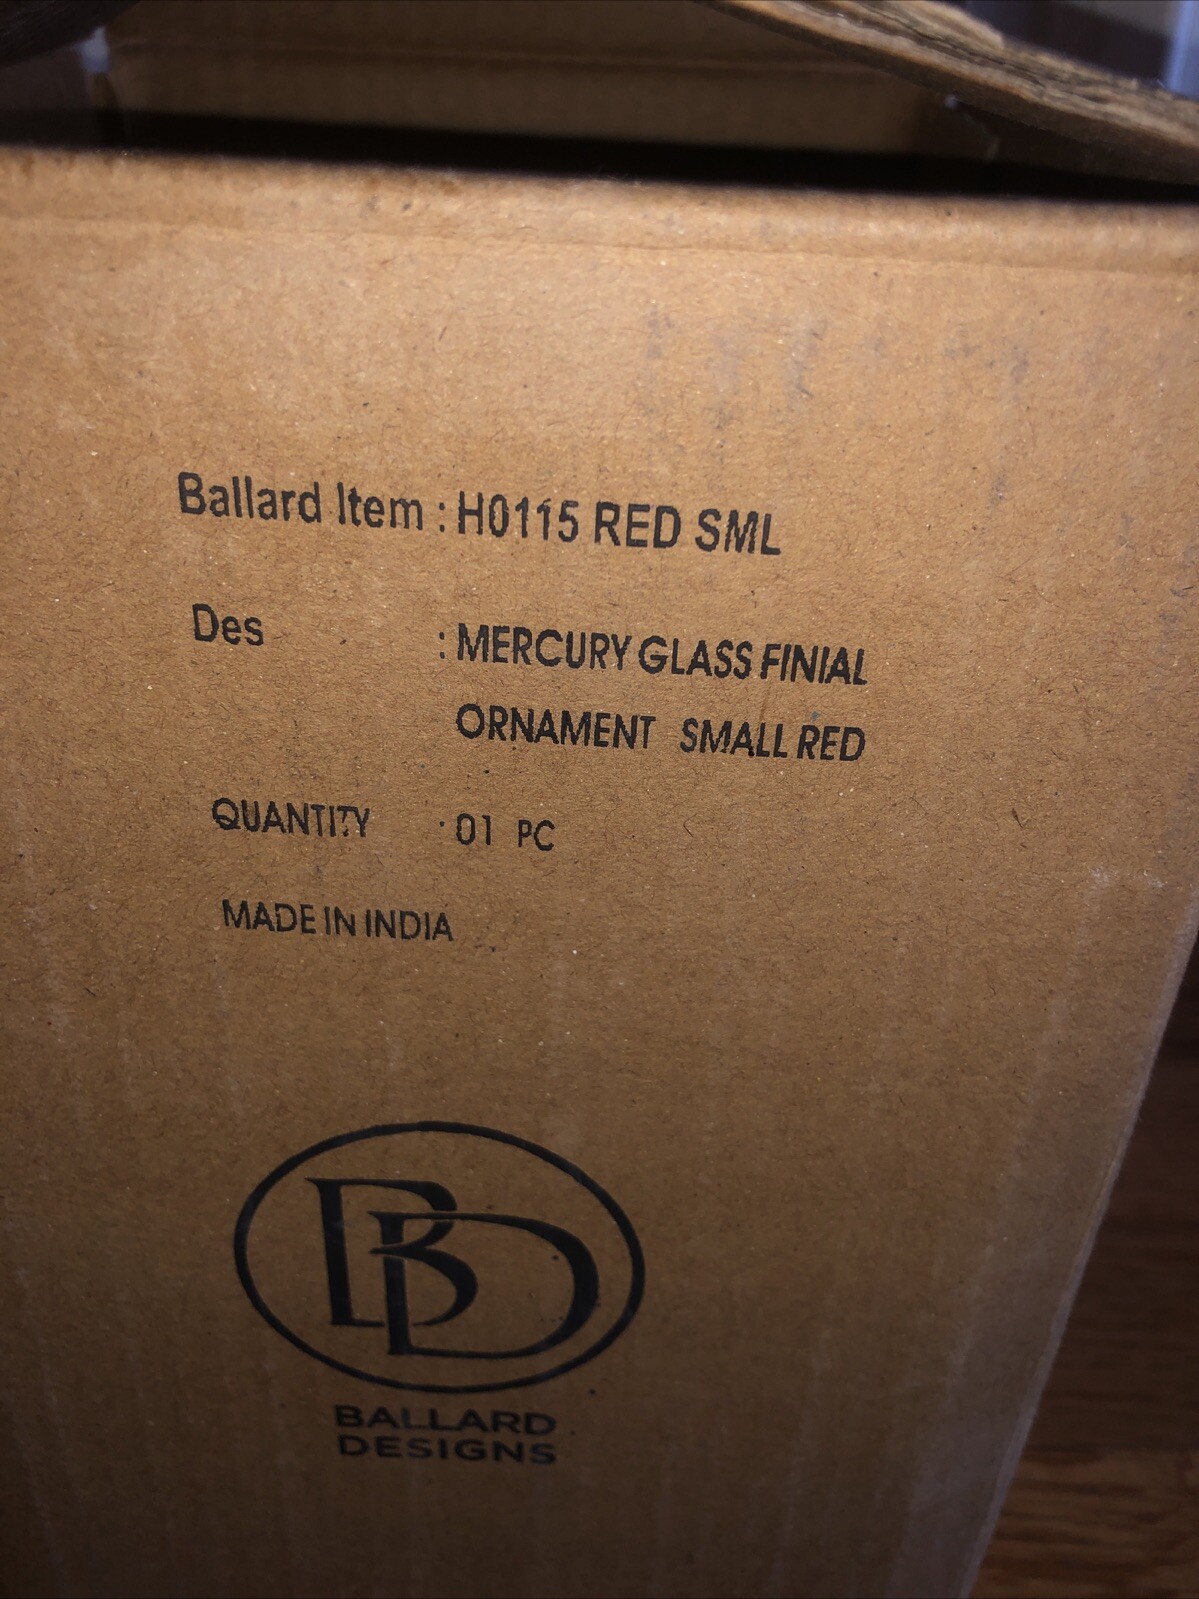 Ballard Item : H0115 RED SML
Des : MERCURY GLASS FINIAL
ORNAMENT SMALL RED
QUANTITY : 01 PC
MADE IN INDIA
BD
BALLARD
DESIGNS